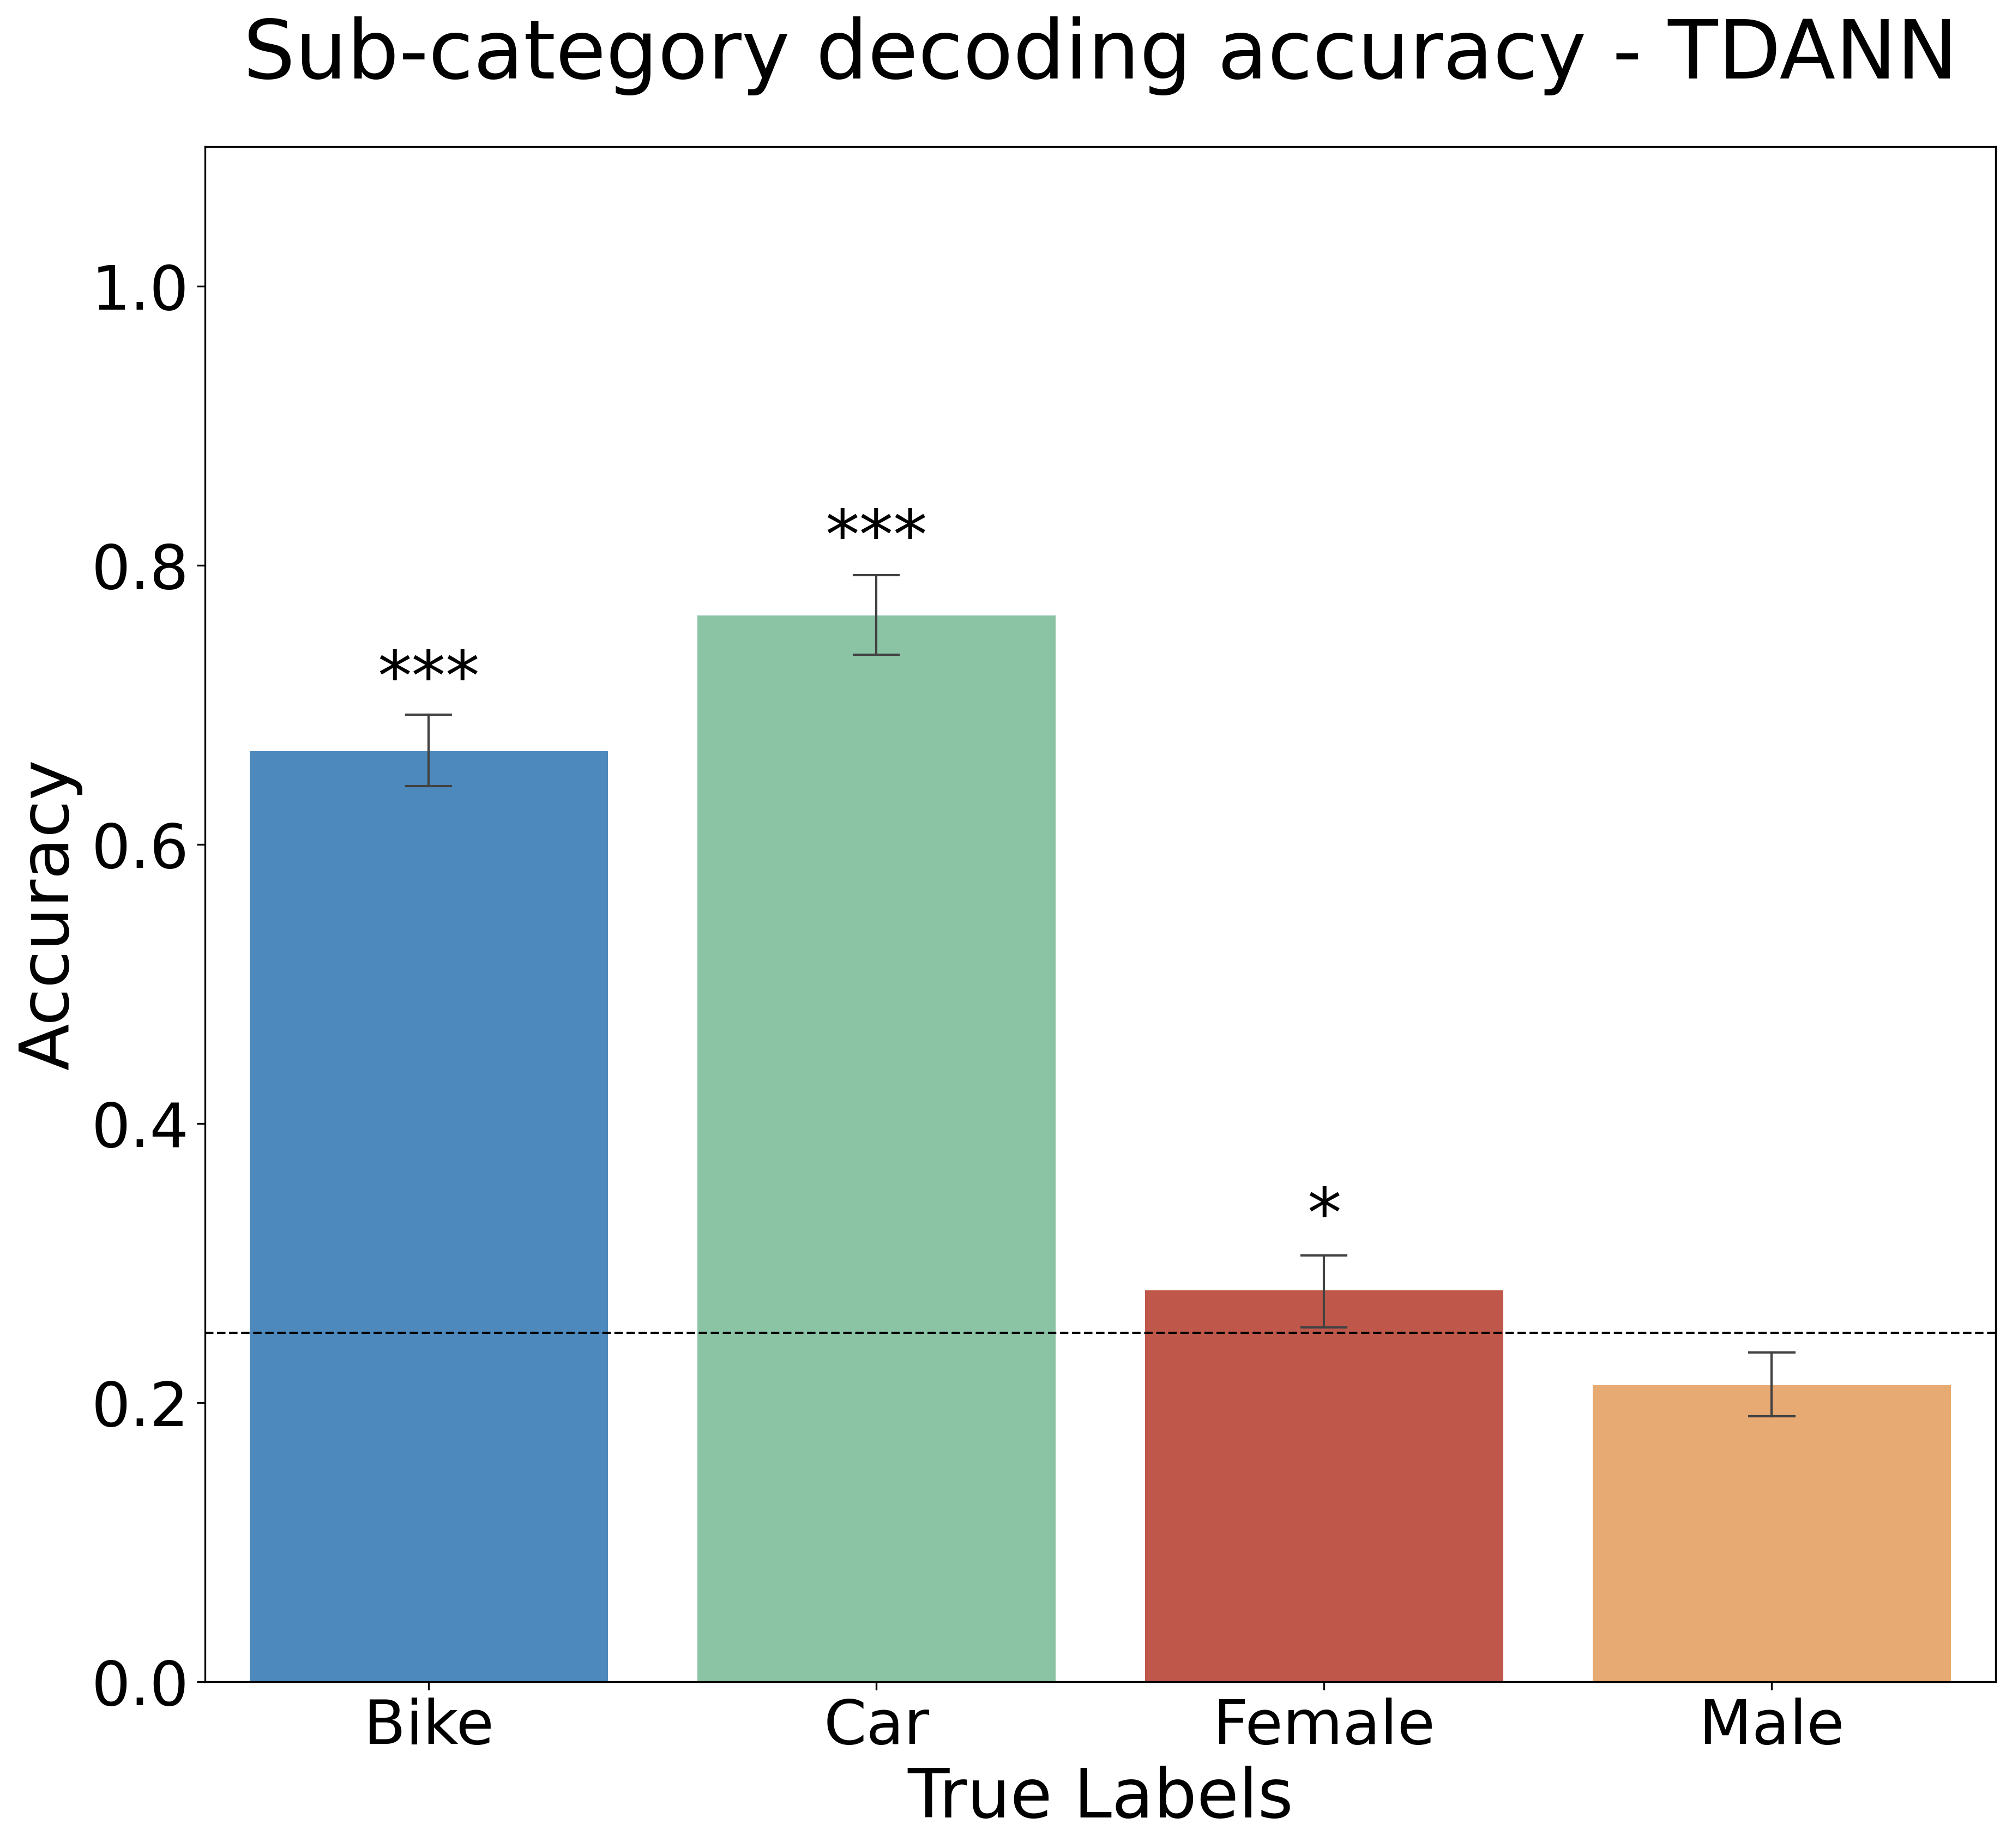 Sub-category decoding accuracy - TDANN
Accuracy
1.0
0.8
0.6
0.4
0.2
0.0
***
***
*
Bike Car Female Male
True Labels